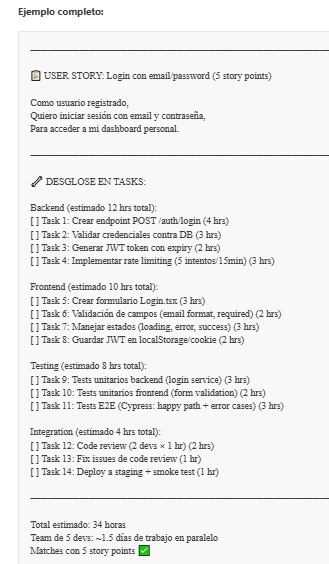 Ejemplo completo:
📋 USER STORY: Login con email/password (5 story points)
Como usuario registrado,
Quiero iniciar sesión con email y contraseña,
Para acceder a mi dashboard personal.
🔗 DESGLOSE EN TASKS:
Backend (estimado 12 hrs total):
[ ] Task 1: Crear endpoint POST /auth/login (4 hrs)
[ ] Task 2: Validar credenciales contra DB (3 hrs)
[ ] Task 3: Generar JWT token con expiry (2 hrs)
[ ] Task 4: Implementar rate limiting (5 intentos/15min) (3 hrs)
Frontend (estimado 10 hrs total):
[ ] Task 5: Crear formulario Login.tsx (3 hrs)
[ ] Task 6: Validación de campos (email format, required) (2 hrs)
[ ] Task 7: Manejar estados (loading, error, success) (3 hrs)
[ ] Task 8: Guardar JWT en localStorage/cookie (2 hrs)
Testing (estimado 8 hrs total):
[ ] Task 9: Tests unitarios backend (login service) (3 hrs)
[ ] Task 10: Tests unitarios frontend (form validation) (2 hrs)
[ ] Task 11: Tests E2E (Cypress: happy path + error cases) (3 hrs)
Integration (estimado 4 hrs total):
[ ] Task 12: Code review (2 devs × 1 hr) (2 hrs)
[ ] Task 13: Fix issues de code review (1 hr)
[ ] Task 14: Deploy a staging + smoke test (1 hr)
Total estimado: 34 horas
Team de 5 devs: ~1.5 días de trabajo en paralelo
Matches con 5 story points ✅